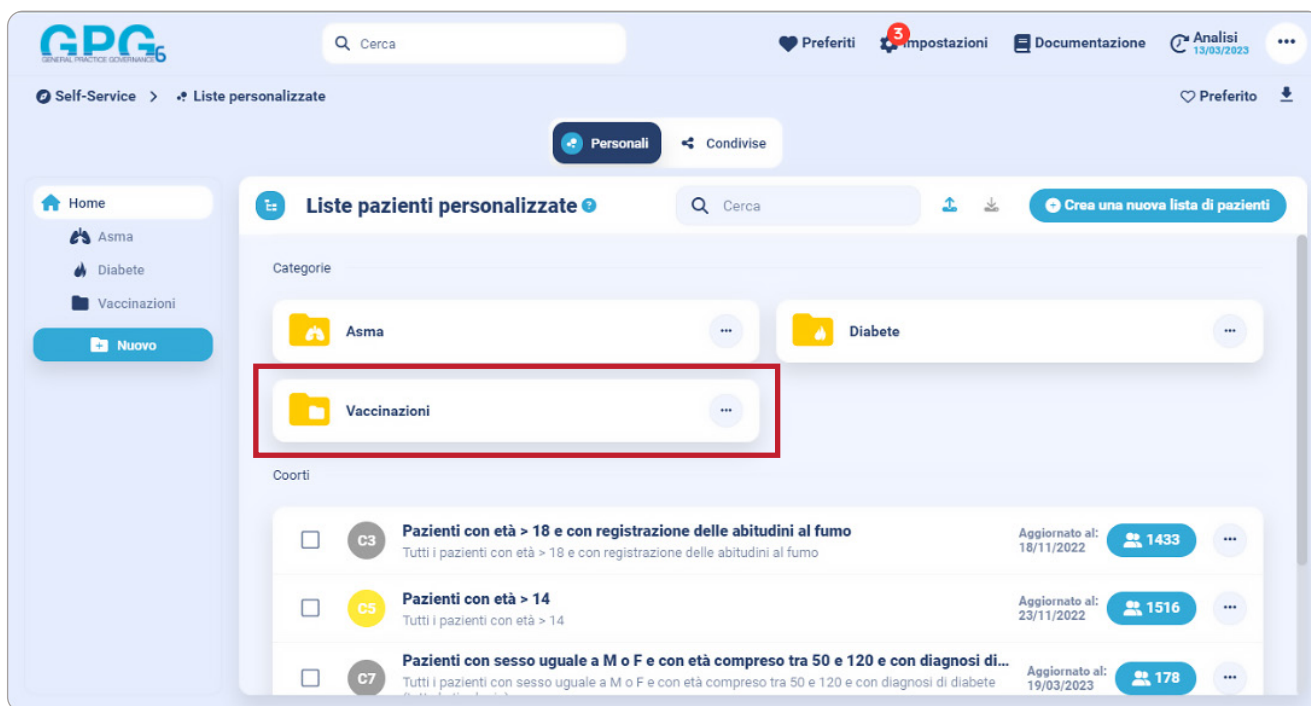 GPG6
GENERAL PRACTICE GOVERNANCE
Cerca
Preferiti
3
Impostazioni
Documentazione
Analisi
13/03/2023
Self-Service > Liste personalizzate
Preferito
Personali
Condivise
Home
Asma
Diabete
Vaccinazioni
Nuovo
Liste pazienti personalizzate ?
Cerca
Crea una nuova lista di pazienti
Categorie
Asma
Diabete
Vaccinazioni
Coorti
C3
Pazienti con età > 18 e con registrazione delle abitudini al fumo
Tutti i pazienti con età > 18 e con registrazione delle abitudini al fumo
Aggiornato al:
18/11/2022
1433
C5
Pazienti con età > 14
Tutti i pazienti con età > 14
Aggiornato al:
23/11/2022
1516
C7
Pazienti con sesso uguale a M o F e con età compreso tra 50 e 120 e con diagnosi di...
Tutti i pazienti con sesso uguale a M o F e con età compreso tra 50 e 120 e con diagnosi di diabete
Aggiornato al:
19/03/2023
178